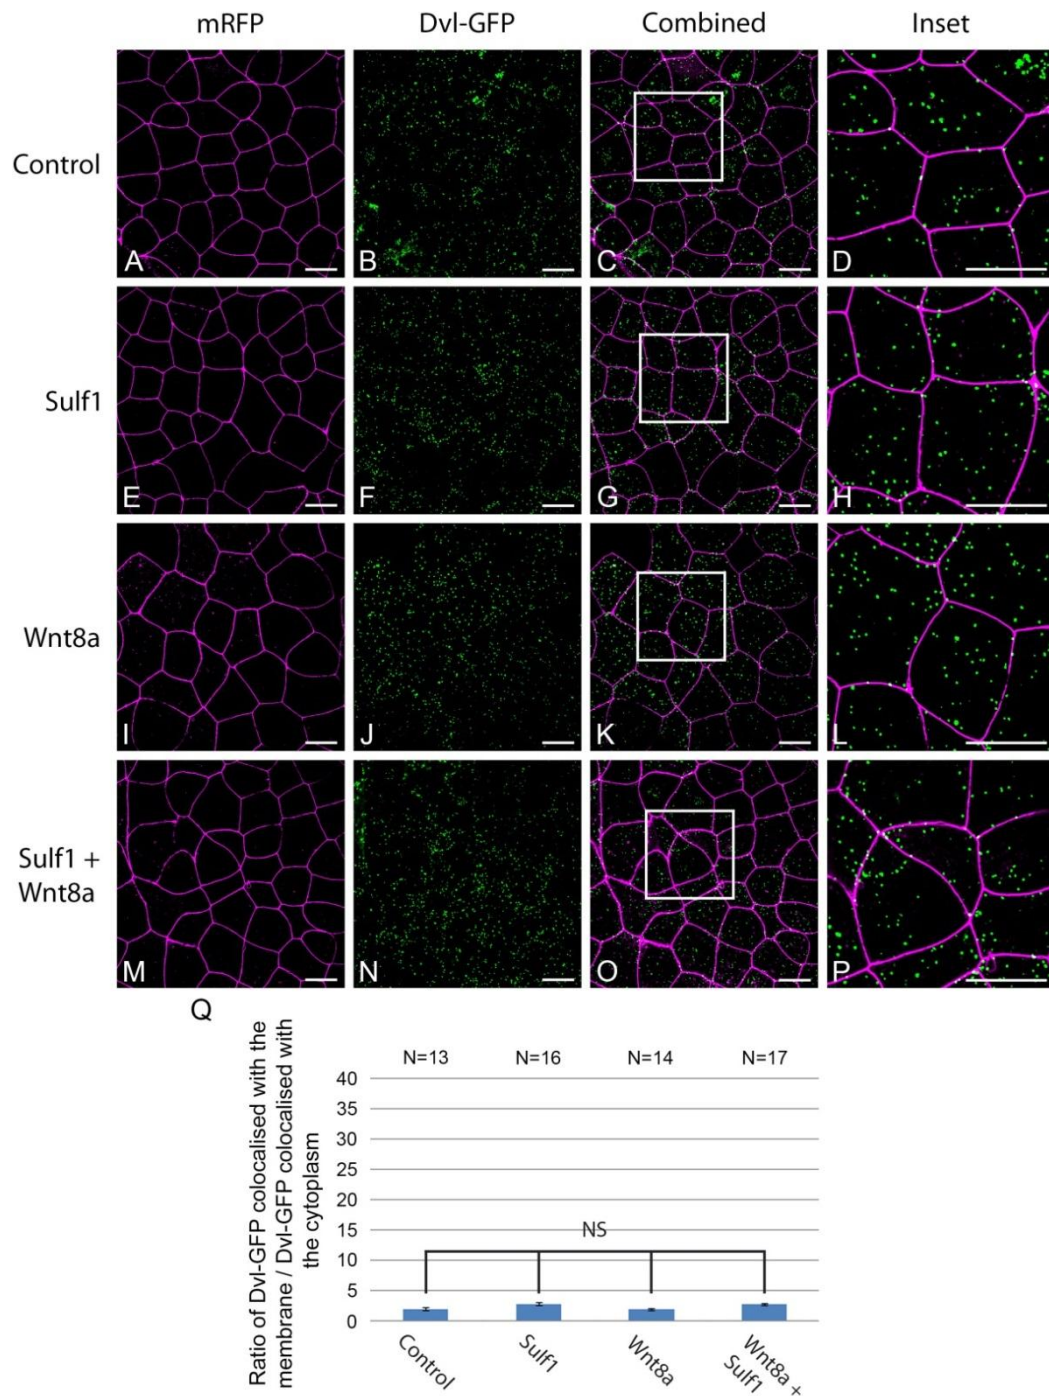 mRFP Dvl-GFP Combined Inset
Control
A B C D
Sulf1
E F G H
Wnt8a
I J K L
Sulf1 +
Wnt8a
M N O P
Q
Ratio of Dvl-GFP colocalised with the
membrane / Dvl-GFP colocalised with
the cytoplasm
N=13 N=16 N=14 N=17
40
35
30
25
20
15
10
5
0
NS
Control
Sulf1
Wnt8a
Wnt8a +
Sulf1